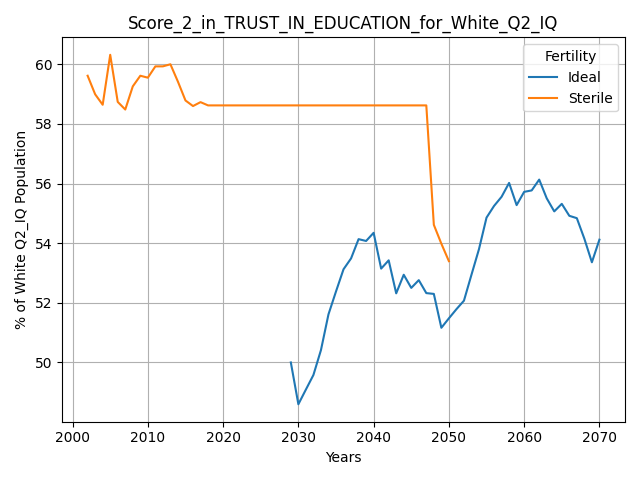 Score_2_in_TRUST_IN_EDUCATION_for_White_Q2_IQ
Fertility
Ideal
Sterile
% of White Q2_IQ Population
60
58
56
54
52
50
2000 2010 2020 2030 2040 2050 2060 2070
Years